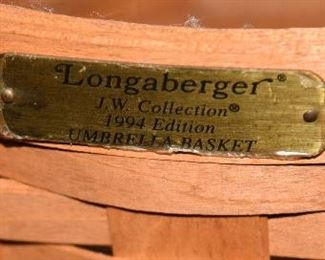 Longaberger®
J.W. Collection®
1994 Edition
UMBRELLA BASKET